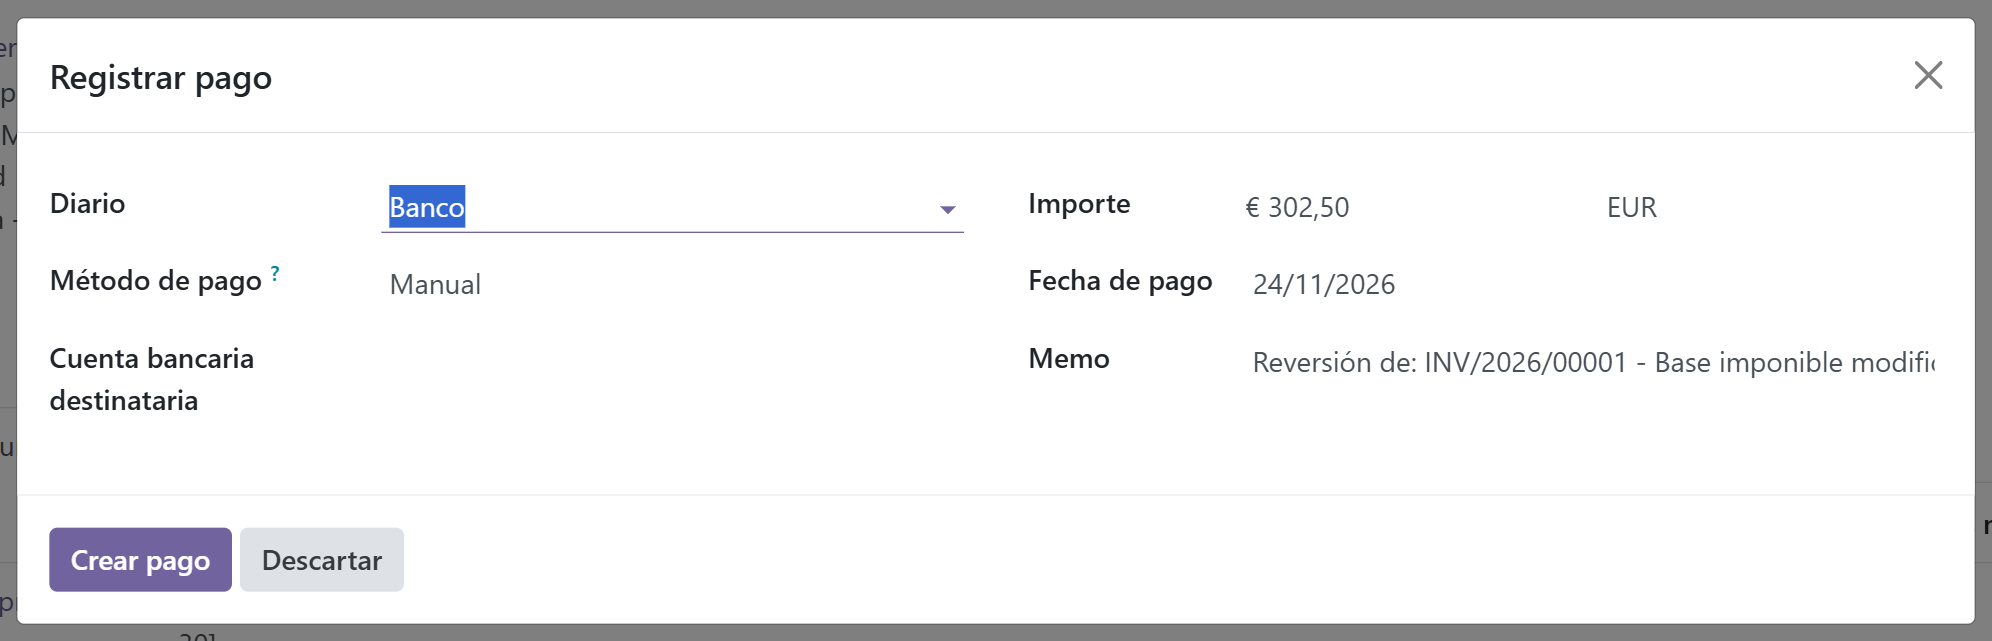 Registrar pago
Diario
Banco
Importe
€ 302,50
EUR
Método de pago ?
Manual
Fecha de pago
24/11/2026
Cuenta bancaria
destinataria
Memo
Reversión de: INV/2026/00001 - Base imponible
Crear pago
Descartar